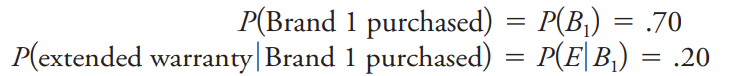 P(Brand 1 purchased) = P(B₁) = .70
P(extended warranty|Brand 1 purchased) = P(E|B₁) = .20